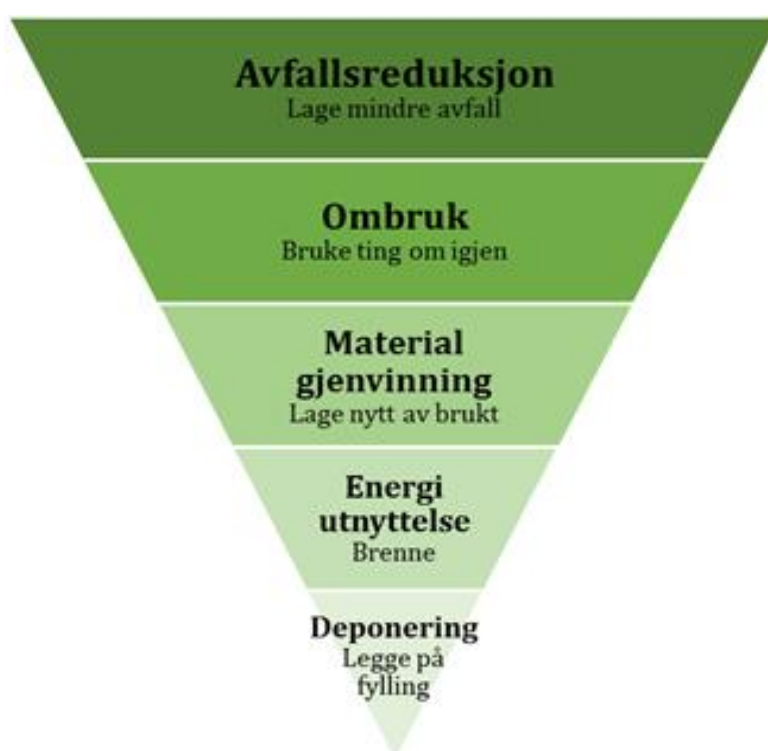 Avfallsreduksjon
Lage mindre avfall
Ombruk
Bruke ting om igjen
Material
gjenvinning
Lage nytt av brukt
Energi
utnyttelse
Brenne
Deponering
Legge på
fylling